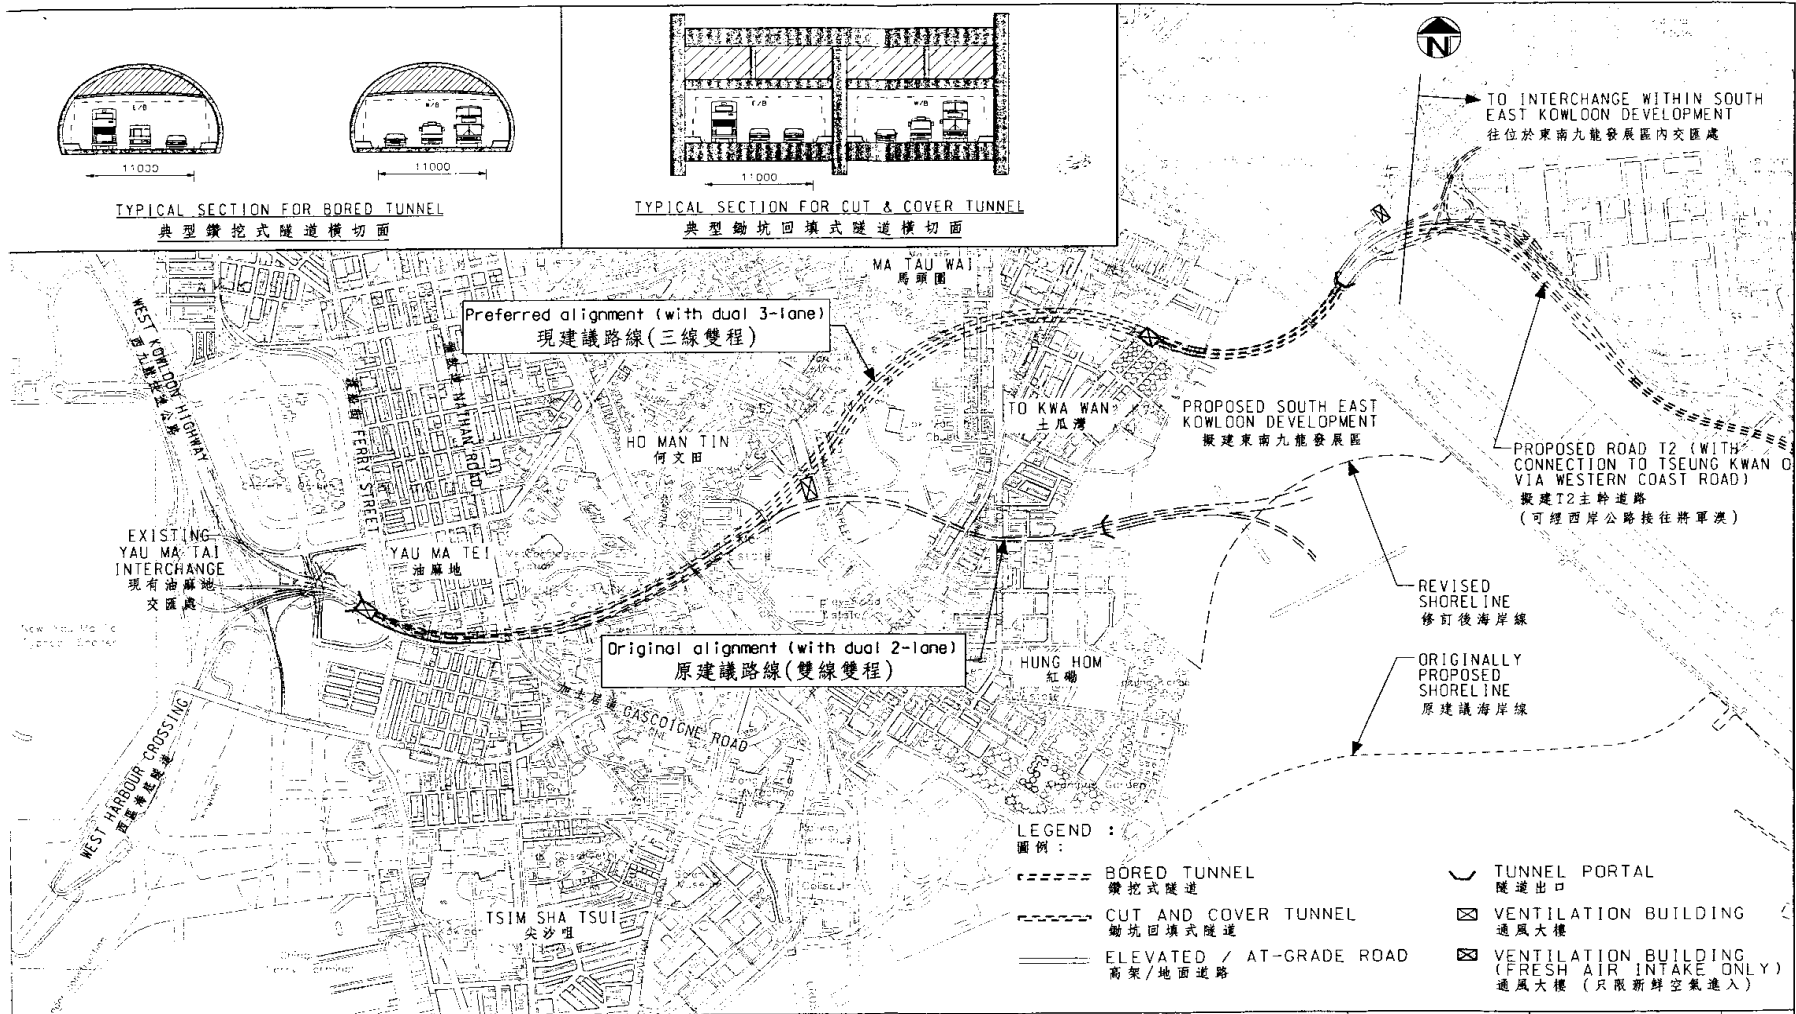 E/B
W/B
11000
11000
TYPICAL SECTION FOR BORED TUNNEL
典型鑽挖式隧道橫切面
E/B
W/B
11000
TYPICAL SECTION FOR CUT & COVER TUNNEL
典型鋤坑回填式隧道橫切面
N
TO INTERCHANGE WITHIN SOUTH
EAST KOWLOON DEVELOPMENT
往位於東南九龍發展區內交匯處
MA TAU WAI
馬頭圍
Preferred alignment (with dual 3-lane)
現建議路線(三線雙程)
WEST KOWLOON HIGHWAY
西九龍快速公路
渡船街 FERRY STREET
彌敦道 NATHAN ROAD
HO MAN TIN
何文田
TO KWA WAN
土瓜灣
PROPOSED SOUTH EAST
KOWLOON DEVELOPMENT
擬建東南九龍發展區
PROPOSED ROAD T2 (WITH
CONNECTION TO TSEUNG KWAN O
VIA WESTERN COAST ROAD)
擬建T2主幹道路
(可經西岸公路接往將軍澳)
EXISTING
YAU MA TAI
INTERCHANGE
現有油麻地
交匯處
YAU MA TEI
油麻地
REVISED
SHORELINE
修訂後海岸線
Original alignment (with dual 2-lane)
原建議路線(雙線雙程)
HUNG HOM
紅磡
ORIGINALLY
PROPOSED
SHORELINE
原建議海岸線
加士居道 GASCOIGNE ROAD
WEST HARBOUR CROSSING
西區海底隧道
TSIM SHA TSUI
尖沙咀
LEGEND :
圖例 :
BORED TUNNEL
鑽挖式隧道
CUT AND COVER TUNNEL
鋤坑回填式隧道
ELEVATED / AT-GRADE ROAD
高架/地面道路
TUNNEL PORTAL
隧道出口
VENTILATION BUILDING
通風大樓
VENTILATION BUILDING
(FRESH AIR INTAKE ONLY)
通風大樓 (只限新鮮空氣進入)